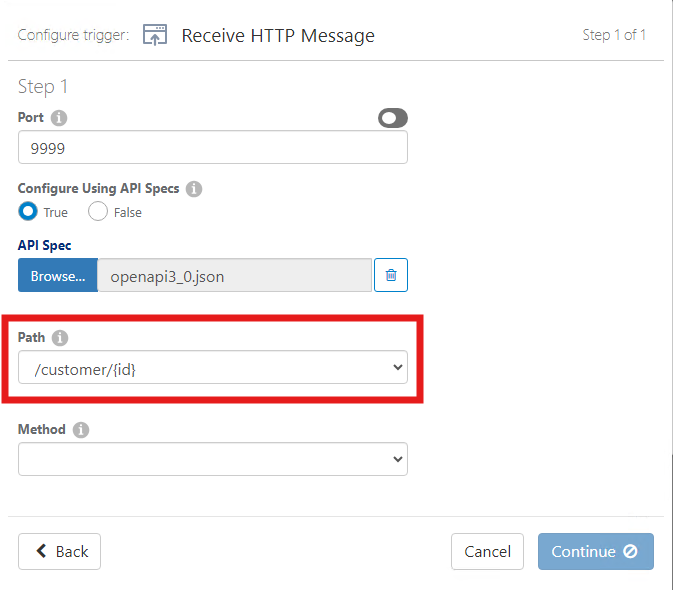 Configure trigger: Receive HTTP Message Step 1 of 1
Step 1
Port
9999
Configure Using API Specs
True False
API Spec
Browse... openapi3_0.json
Path
/customer/{id}
Method
Back Cancel Continue